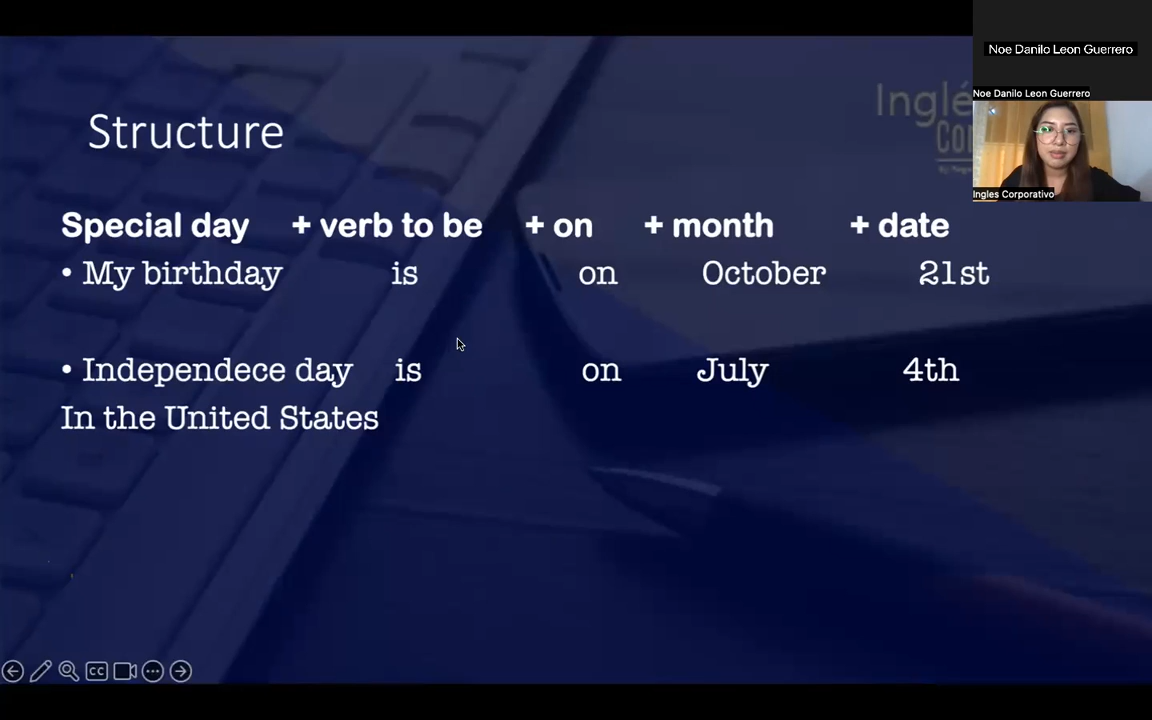 Noe Danilo Leon Guerrero
Noe Danilo Leon Guerrero
Ingles Corporativo
Structure
Special day + verb to be + on + month + date
• My birthday is on October 21st
• Independece day is on July 4th
In the United States
CC